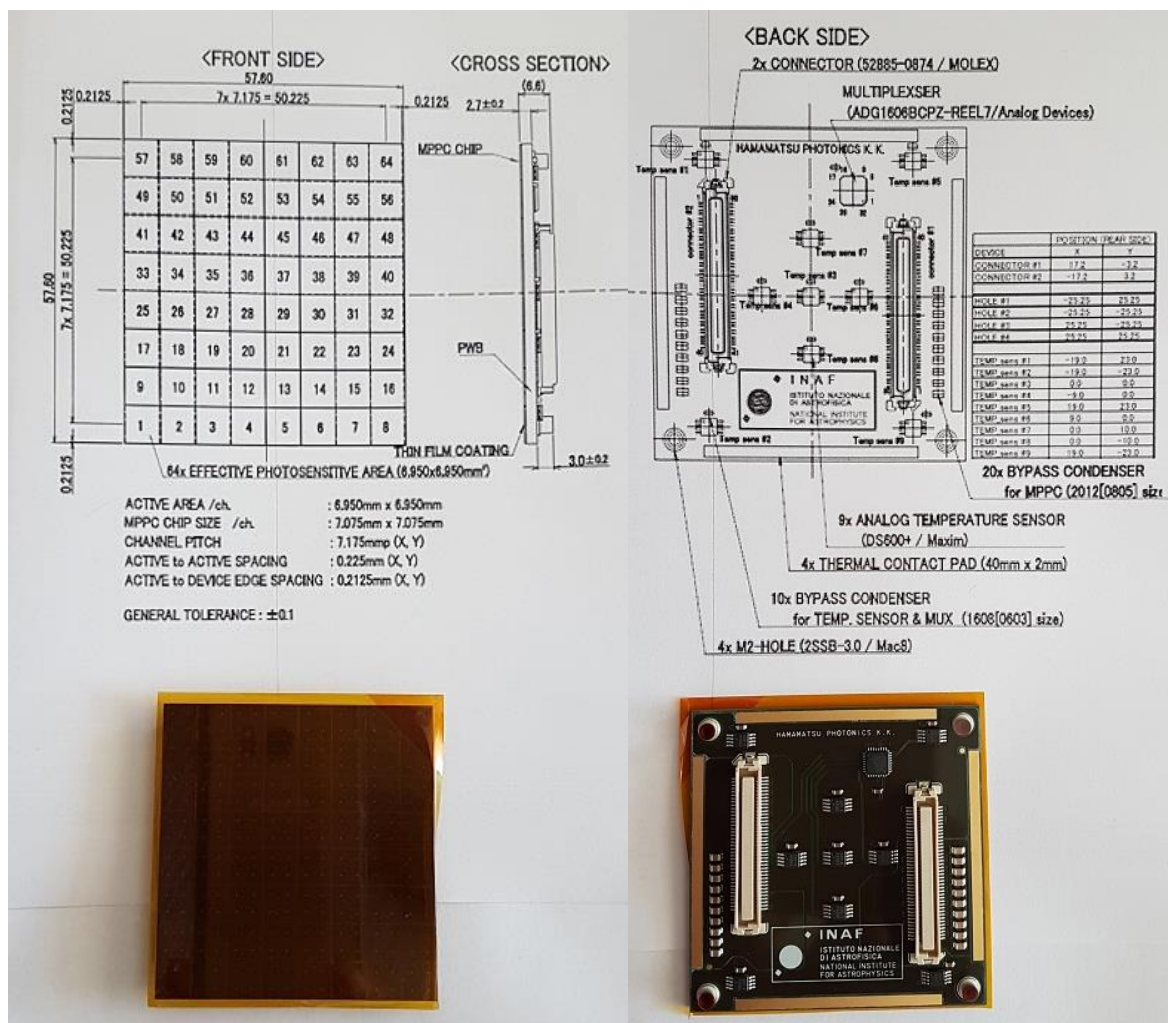 <FRONT SIDE>
57.60
0.2125
7x 7.175 = 50.225
0.2125
0.2125
57.60
7x 7.175 = 50.225
0.2125
57 58 59 60 61 62 63 64
49 50 51 52 53 54 55 56
41 42 43 44 45 46 47 48
33 34 35 36 37 38 39 40
25 26 27 28 29 30 31 32
17 18 19 20 21 22 23 24
9 10 11 12 13 14 15 16
1 2 3 4 5 6 7 8
64x EFFECTIVE PHOTOSENSITIVE AREA (6,950x6,950mm²)
<CROSS SECTION>
(6.6)
2.7±0.2
MPPC CHIP
PWB
THIN FILM COATING
3.0±0.2
ACTIVE AREA /ch. : 6.950mm x 6.950mm
MPPC CHIP SIZE /ch. : 7.075mm x 7.075mm
CHANNEL PITCH : 7.175mmp (X, Y)
ACTIVE to ACTIVE SPACING : 0.225mm (X, Y)
ACTIVE to DEVICE EDGE SPACING : 0.2125mm (X, Y)
GENERAL TOLERANCE : ±0.1
<BACK SIDE>
2x CONNECTOR (52885-0874 / MOLEX)
MULTIPLEXSER
(ADG1606BCPZ-REEL7/Analog Devices)
HAMAMATSU PHOTONICS K. K.
Temp sens #1
Temp sens #5
connector #2
connector #1
Temp sens #7
Temp sens #3
Temp sens #4
Temp sens #6
Temp sens #8
Temp sens #2
Temp sens #9
INAF
ISTITUTO NAZIONALE
DI ASTROFISICA
NATIONAL INSTITUTE
FOR ASTROPHYSICS
POSITION (REAR SIDE)
DEVICE X Y
CONNECTOR #1 17.2 -3.2
CONNECTOR #2 -17.2 3.2
HOLE #1 -25.25 25.25
HOLE #2 -25.25 -25.25
HOLE #3 25.25 -25.25
HOLE #4 25.25 25.25
TEMP sens #1 -19.0 23.0
TEMP sens #2 -19.0 -23.0
TEMP sens #3 0.0 0.0
TEMP sens #4 -9.0 0.0
TEMP sens #5 19.0 23.0
TEMP sens #6 9.0 0.0
TEMP sens #7 0.0 10.0
TEMP sens #8 0.0 -10.0
TEMP sens #9 19.0 -23.0
20x BYPASS CONDENSER
for MPPC (2012[0805] size
9x ANALOG TEMPERATURE SENSOR
(DS600+ / Maxim)
4x THERMAL CONTACT PAD (40mm x 2mm)
10x BYPASS CONDENSER
for TEMP. SENSOR & MUX (1608[0603] size)
4x M2-HOLE (2SSB-3.0 / Mac8)
HAMAMATSU PHOTONICS K.K.
INAF
ISTITUTO NAZIONALE
DI ASTROFISICA
NATIONAL INSTITUTE
FOR ASTROPHYSICS